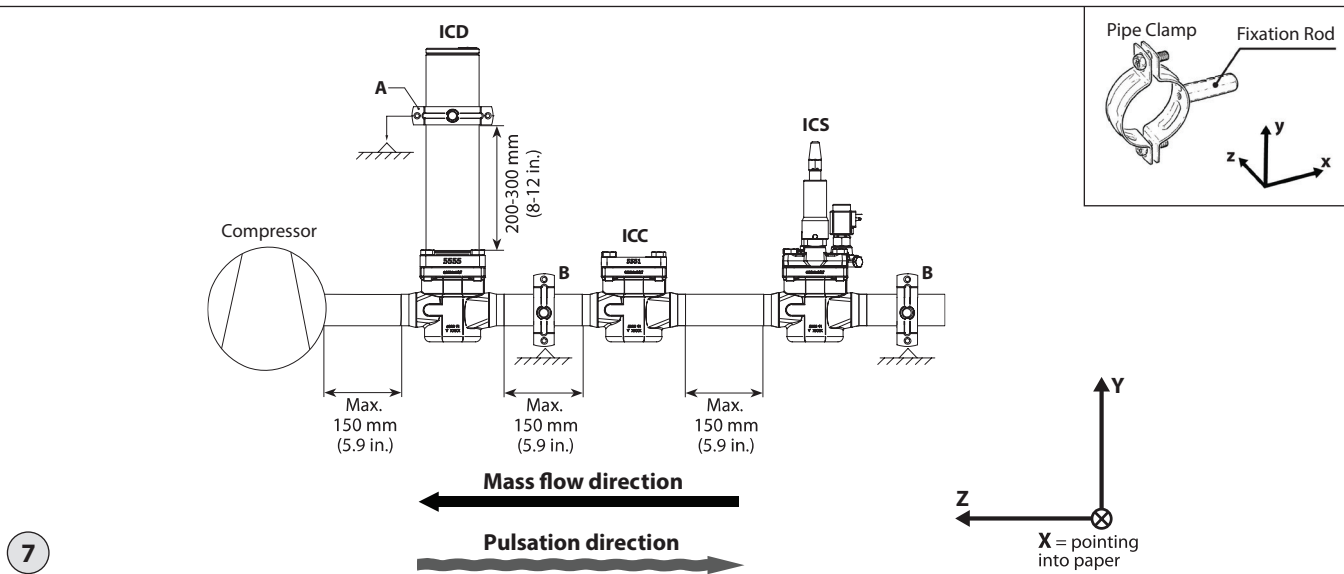 ICD
A
200-300 mm
(8-12 in.)
Compressor
5555
ICC
5551
B
ICS
B
Max.
150 mm
(5.9 in.)
Max.
150 mm
(5.9 in.)
Max.
150 mm
(5.9 in.)
Mass flow direction
Pulsation direction
7
Pipe Clamp
Fixation Rod
y
z
x
Y
Z
X = pointing
into paper